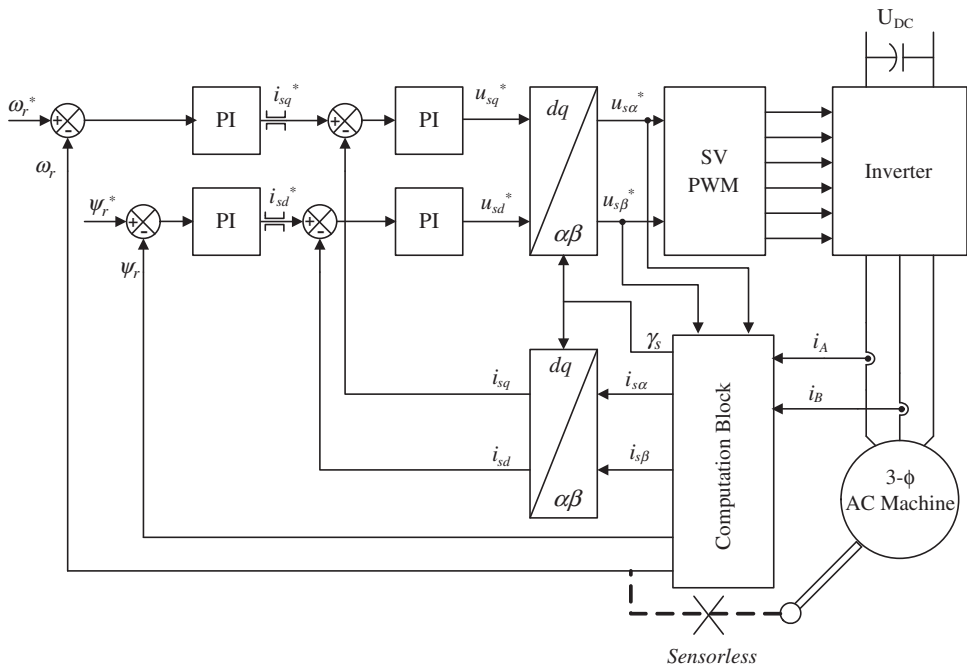 U_DC
ω_r^*
+
-
PI
i_sq^*
+
-
PI
u_sq^*
dq
αβ
u_sα^*
SV
PWM
Inverter
ω_r
ψ_r^*
+
-
PI
i_sd^*
+
-
PI
u_sd^*
u_sβ^*
ψ_r
γ_s
i_A
i_sq
dq
αβ
i_sα
i_B
i_sd
i_sβ
Computation Block
3-ϕ
AC Machine
Sensorless